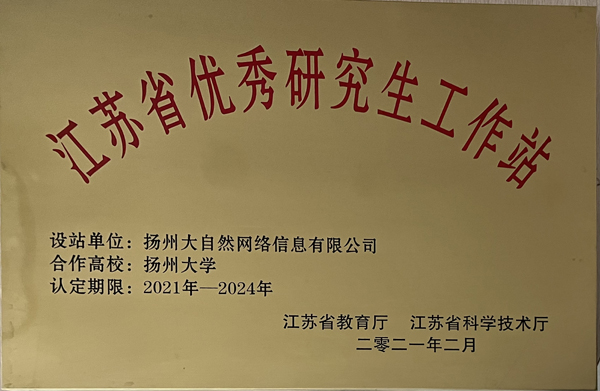 江苏省优秀研究生工作站
设站单位：扬州大自然网络信息有限公司
合作高校：扬州大学
认定期限：2021年—2024年
江苏省教育厅 江苏省科学技术厅
二零二一年二月